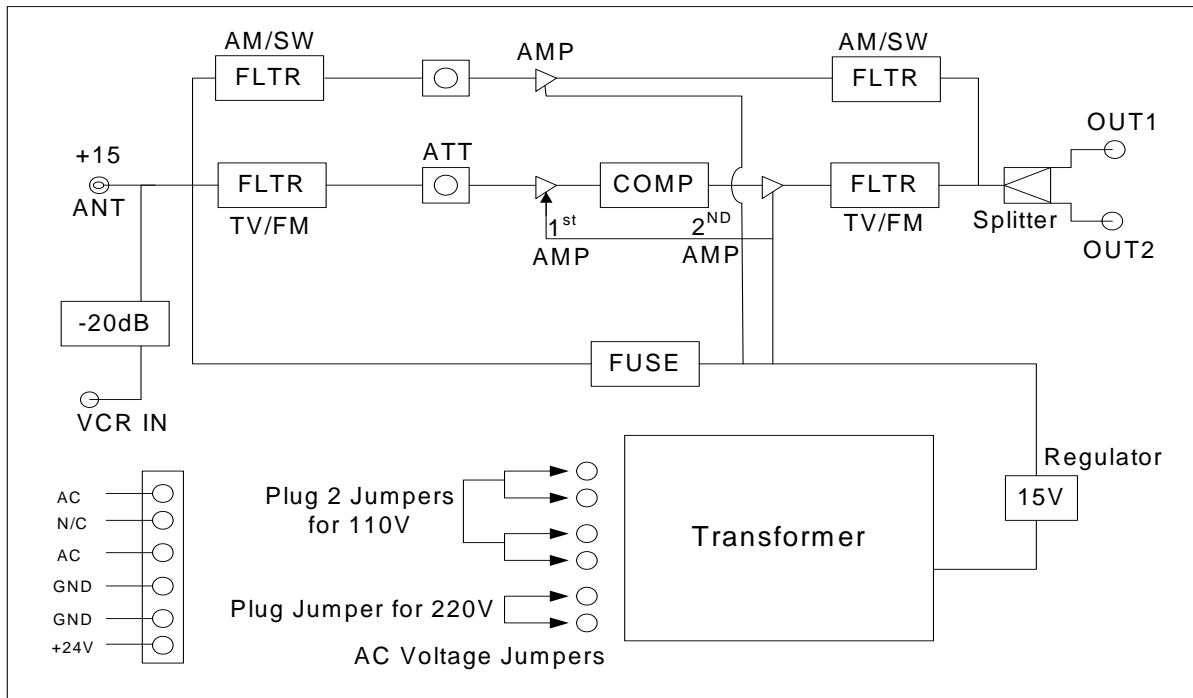 AM/SW
FLTR
AMP
AM/SW
FLTR
+15
ANT
FLTR
TV/FM
ATT
1st
AMP
COMP
2ND
AMP
FLTR
TV/FM
Splitter
OUT1
OUT2
-20dB
VCR IN
FUSE
AC
N/C
AC
GND
GND
+24V
Plug 2 Jumpers
for 110V
Plug Jumper for 220V
AC Voltage Jumpers
Transformer
Regulator
15V